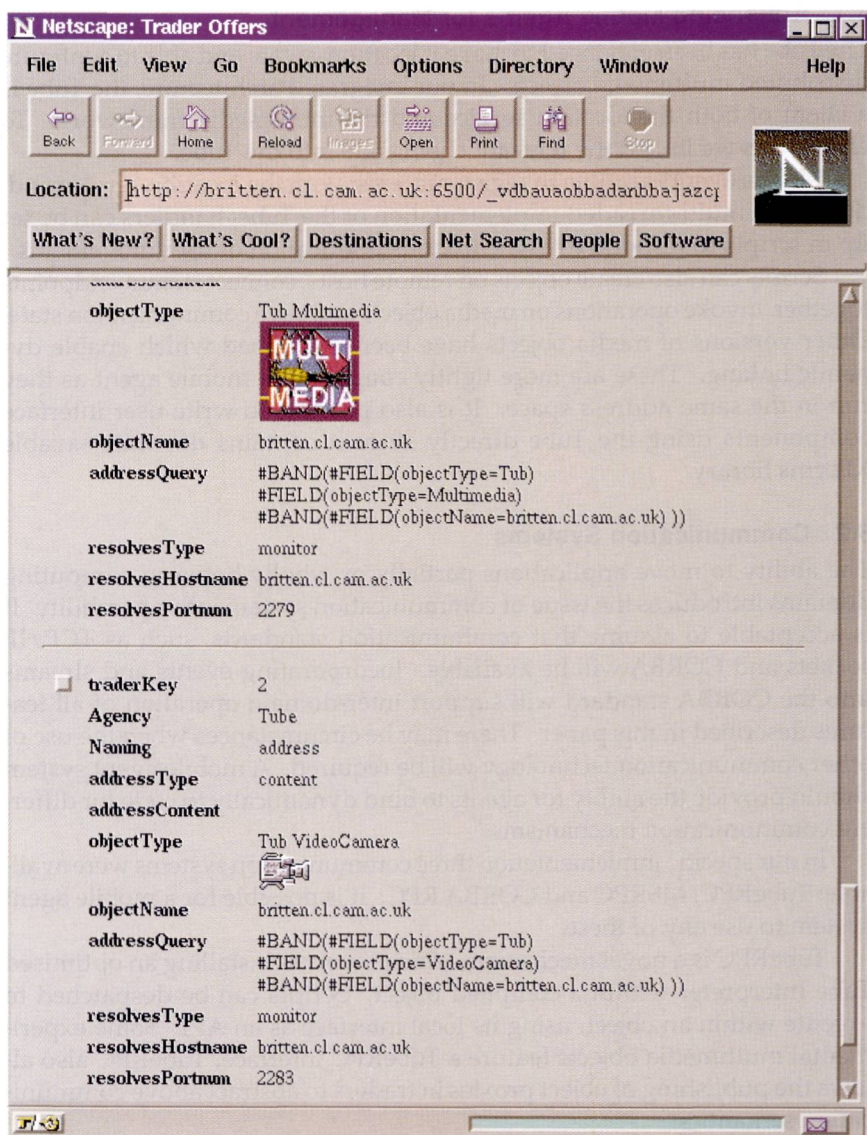 Netscape: Trader Offers
File Edit View Go Bookmarks Options Directory Window Help
Back Forward Home Reload Images Open Print Find Stop
N
Location: http://britten.cl.cam.ac.uk:6500/_vdbauaobbadanbbajazcp
What's New? What's Cool? Destinations Net Search People Software
addressContent
objectType Tub Multimedia
MULTI
MEDIA
objectName britten.cl.cam.ac.uk
addressQuery #BAND(#FIELD(objectType=Tub)
#FIELD(objectType=Multimedia)
#BAND(#FIELD(objectName=britten.cl.cam.ac.uk) ))
resolvesType monitor
resolvesHostname britten.cl.cam.ac.uk
resolvesPortnum 2279
traderKey 2
Agency Tube
Naming address
addressType content
addressContent
objectType Tub VideoCamera
objectName britten.cl.cam.ac.uk
addressQuery #BAND(#FIELD(objectType=Tub)
#FIELD(objectType=VideoCamera)
#BAND(#FIELD(objectName=britten.cl.cam.ac.uk) ))
resolvesType monitor
resolvesHostname britten.cl.cam.ac.uk
resolvesPortnum 2283